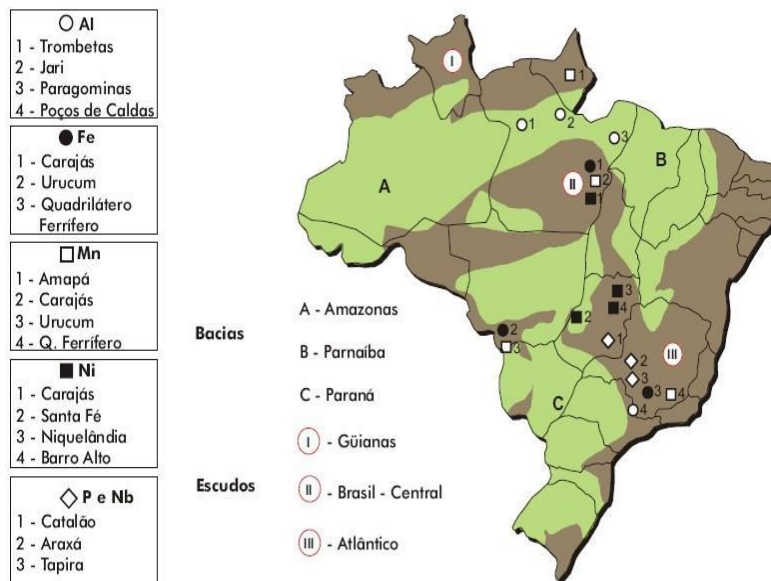 Al
1 - Trombetas
2 - Jari
3 - Paragominas
4 - Poços de Caldas
Fe
1 - Carajás
2 - Urucum
3 - Quadrilátero
Ferrífero
Mn
1 - Amapá
2 - Carajás
3 - Urucum
4 - Q. Ferrífero
Ni
1 - Carajás
2 - Santa Fé
3 - Niquelândia
4 - Barro Alto
P e Nb
1 - Catalão
2 - Araxá
3 - Tapira
Bacias
A - Amazonas
B - Parnaíba
C - Paraná
Escudos
I - Güianas
II - Brasil - Central
III - Atlântico
I
1
1
2
3
A
B
1
II
2
1
3
4
2
1
2
3
2
3
III
3
4
4
C